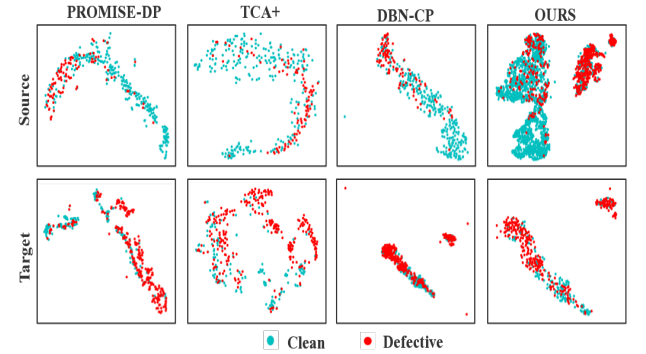 PROMISE-DP TCA+ DBN-CP OURS
Source
Target
Clean Defective